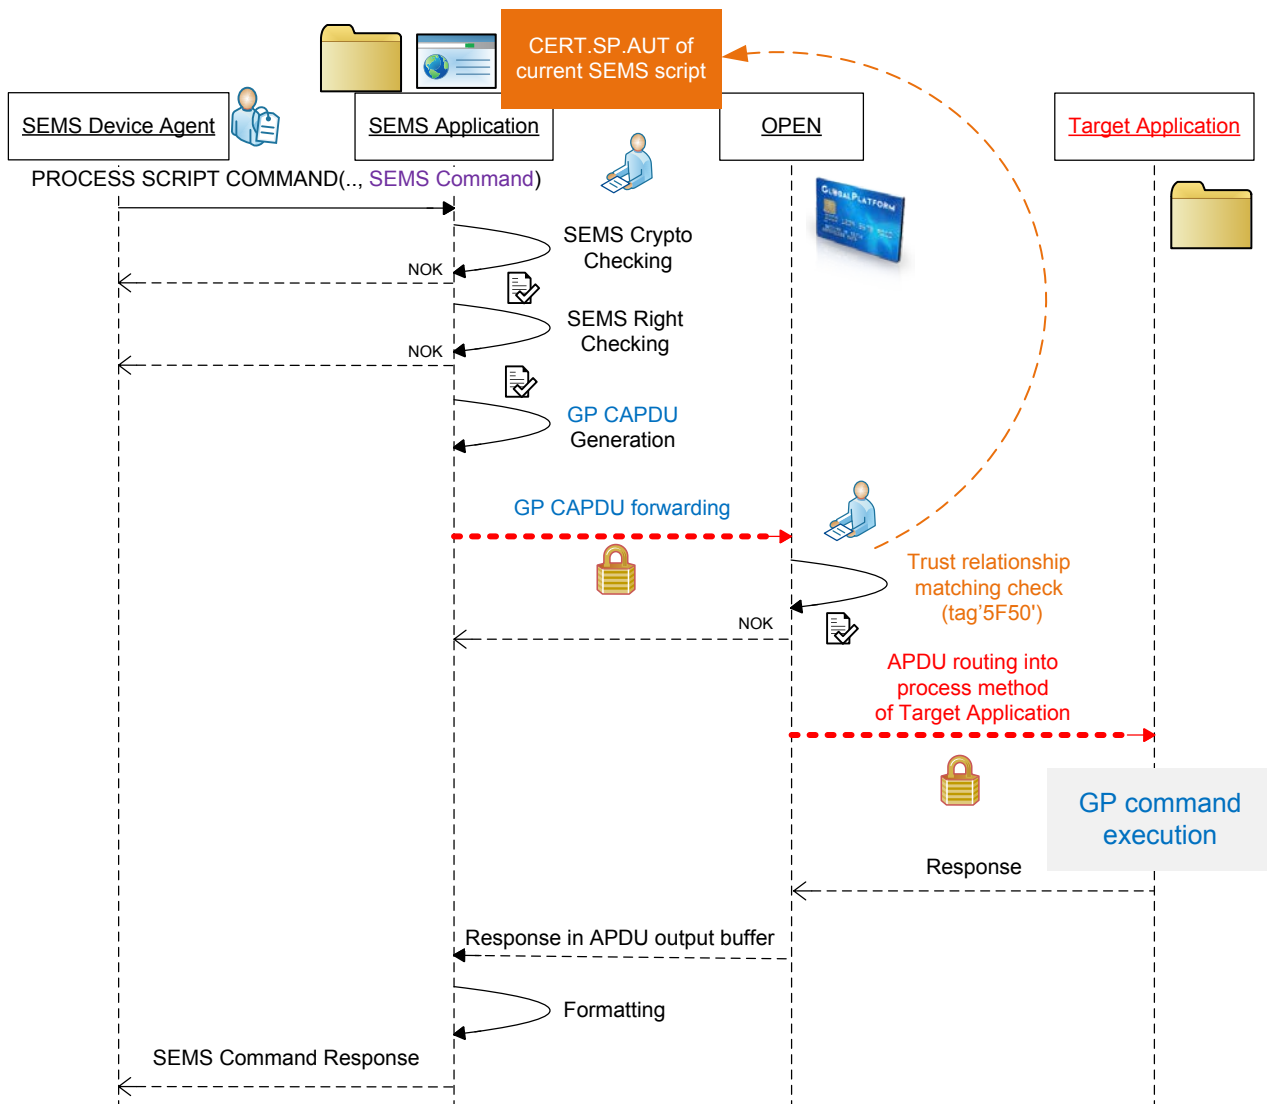 CERT.SP.AUT of
current SEMS script
SEMS Device Agent
SEMS Application
OPEN
Target Application
PROCESS SCRIPT COMMAND(.., SEMS Command)
GLOBALPLATFORM
SEMS Crypto
Checking
NOK
SEMS Right
Checking
NOK
GP CAPDU
Generation
GP CAPDU forwarding
Trust relationship
matching check
(tag'5F50')
NOK
APDU routing into
process method
of Target Application
GP command
execution
Response
Response in APDU output buffer
Formatting
SEMS Command Response